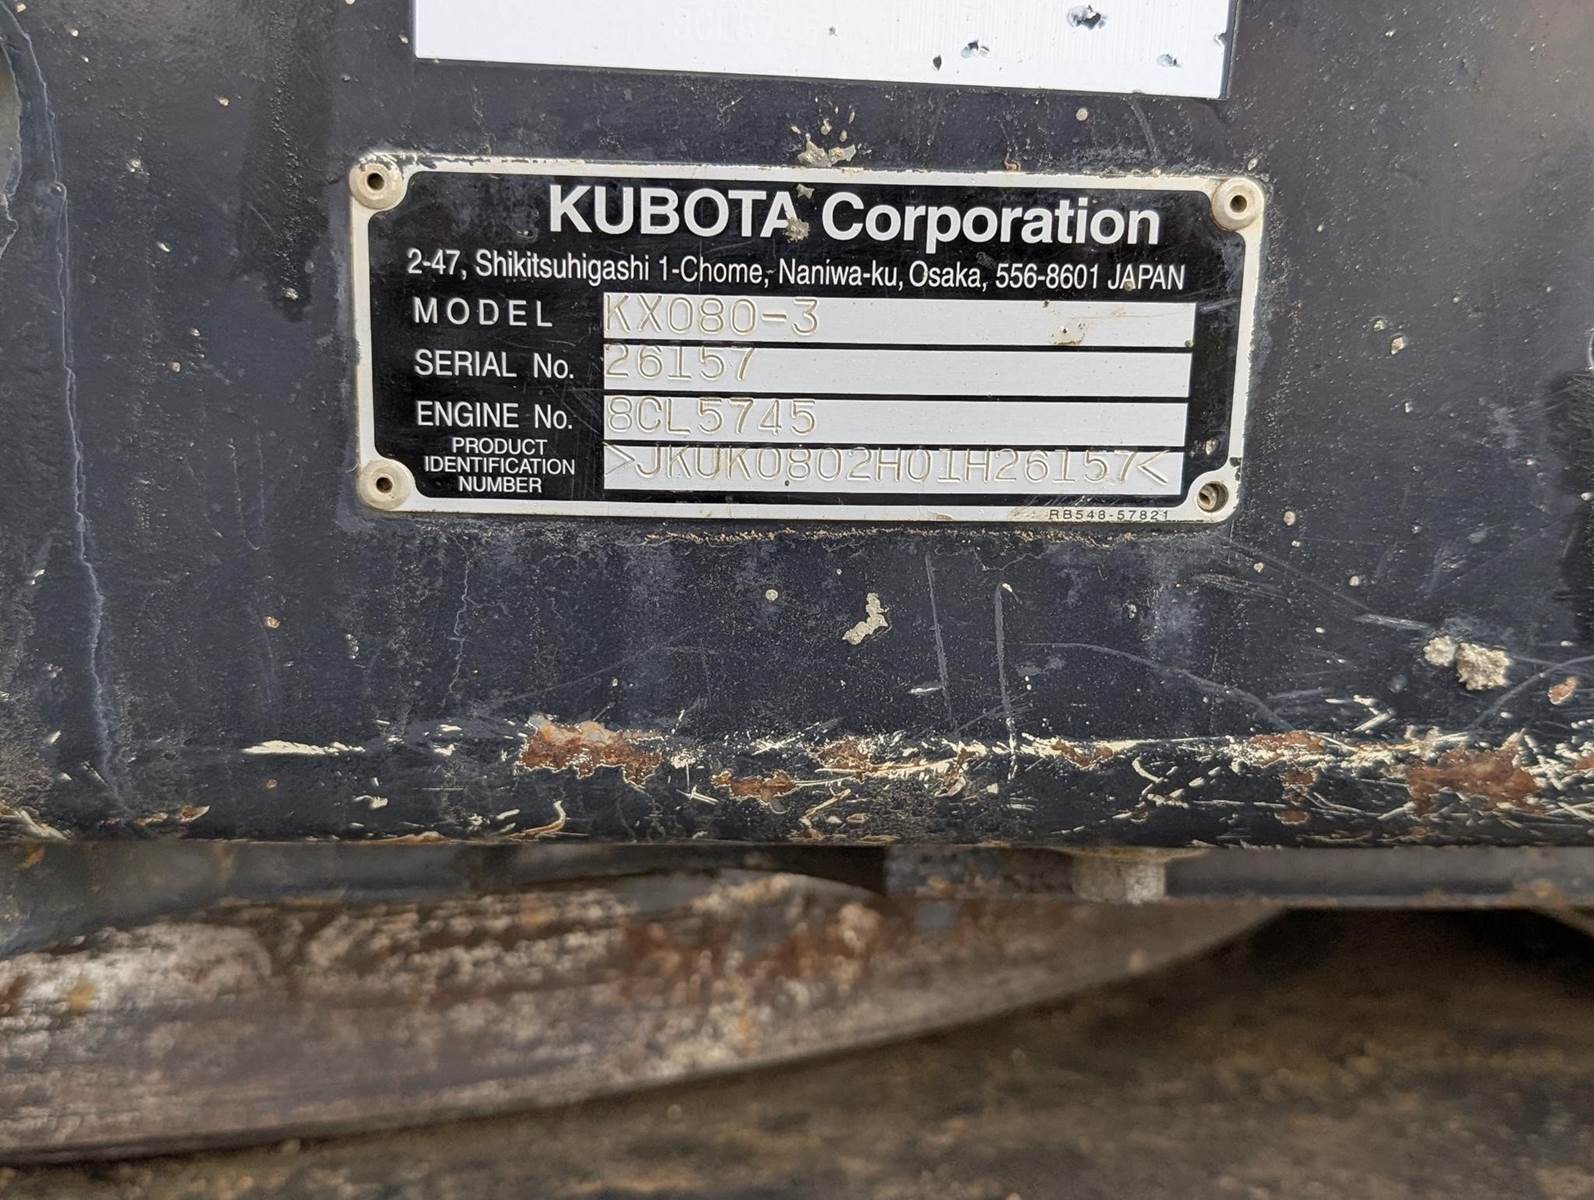 KUBOTA Corporation
2-47, Shikitsuhigashi 1-Chome, Naniwa-ku, Osaka, 556-8601 JAPAN
MODEL KX080-3
SERIAL No. 26157
ENGINE No. 8CL5745
PRODUCT
IDENTIFICATION
NUMBER
>JKUK0802H01H26157<
RB548-57821